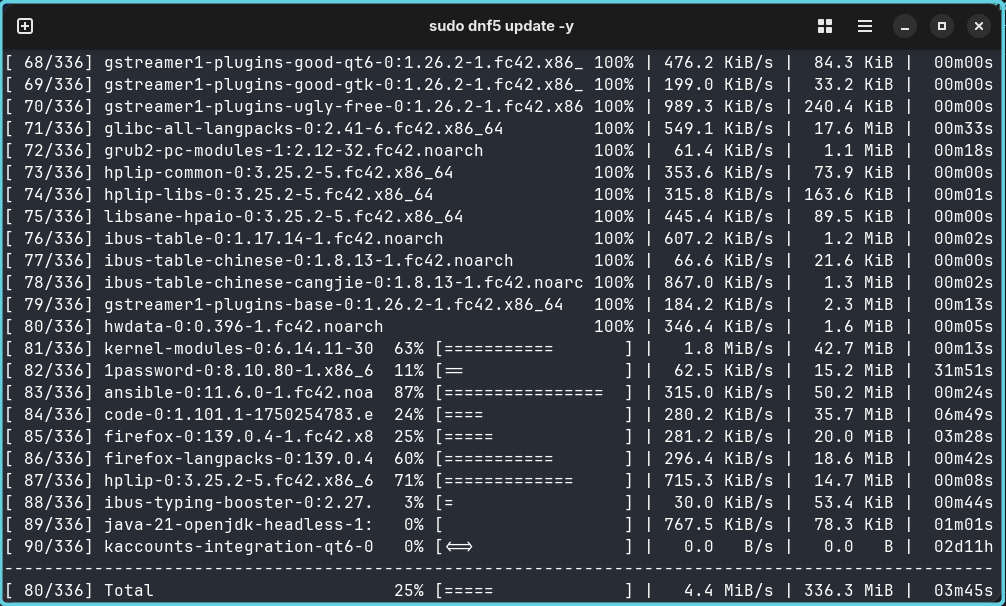 sudo dnf5 update -y
[ 68/336] gstreamer1-plugins-good-qt6-0:1.26.2-1.fc42.x86_ 100% | 476.2 KiB/s |  84.3 KiB |  00m00s
[ 69/336] gstreamer1-plugins-good-gtk-0:1.26.2-1.fc42.x86_ 100% | 199.0 KiB/s |  33.2 KiB |  00m00s
[ 70/336] gstreamer1-plugins-ugly-free-0:1.26.2-1.fc42.x86 100% | 989.3 KiB/s | 240.4 KiB |  00m00s
[ 71/336] glibc-all-langpacks-0:2.41-6.fc42.x86_64         100% | 549.1 KiB/s |  17.6 MiB |  00m33s
[ 72/336] grub2-pc-modules-1:2.12-32.fc42.noarch           100% |  61.4 KiB/s |   1.1 MiB |  00m18s
[ 73/336] hplip-common-0:3.25.2-5.fc42.x86_64              100% | 353.6 KiB/s |  73.9 KiB |  00m00s
[ 74/336] hplip-libs-0:3.25.2-5.fc42.x86_64                100% | 315.8 KiB/s | 163.6 KiB |  00m01s
[ 75/336] libsane-hpaio-0:3.25.2-5.fc42.x86_64             100% | 445.4 KiB/s |  89.5 KiB |  00m00s
[ 76/336] ibus-table-0:1.17.14-1.fc42.noarch               100% | 607.2 KiB/s |   1.2 MiB |  00m02s
[ 77/336] ibus-table-chinese-0:1.8.13-1.fc42.noarch        100% |  66.6 KiB/s |  21.6 KiB |  00m00s
[ 78/336] ibus-table-chinese-cangjie-0:1.8.13-1.fc42.noarc 100% | 867.0 KiB/s |   1.3 MiB |  00m02s
[ 79/336] gstreamer1-plugins-base-0:1.26.2-1.fc42.x86_64   100% | 184.2 KiB/s |   2.3 MiB |  00m13s
[ 80/336] hwdata-0:0.396-1.fc42.noarch                     100% | 346.4 KiB/s |   1.6 MiB |  00m05s
[ 81/336] kernel-modules-0:6.14.11-30  63% [===========       ] |   1.8 MiB/s |  42.7 MiB |  00m13s
[ 82/336] 1password-0:8.10.80-1.x86_6  11% [==                ] |  62.5 KiB/s |  15.2 MiB |  31m51s
[ 83/336] ansible-0:11.6.0-1.fc42.noa  87% [================  ] | 315.0 KiB/s |  50.2 MiB |  00m24s
[ 84/336] code-0:1.101.1-1750254783.e  24% [====              ] | 280.2 KiB/s |  35.7 MiB |  06m49s
[ 85/336] firefox-0:139.0.4-1.fc42.x8  25% [=====             ] | 281.2 KiB/s |  20.0 MiB |  03m28s
[ 86/336] firefox-langpacks-0:139.0.4  60% [===========       ] | 296.4 KiB/s |  18.6 MiB |  00m42s
[ 87/336] hplip-0:3.25.2-5.fc42.x86_6  71% [=============     ] | 715.3 KiB/s |  14.7 MiB |  00m08s
[ 88/336] ibus-typing-booster-0:2.27.   3% [=                 ] |  30.0 KiB/s |  53.4 KiB |  00m44s
[ 89/336] java-21-openjdk-headless-1:   0% [                  ] | 767.5 KiB/s |  78.3 KiB |  01m01s
[ 90/336] kaccounts-integration-qt6-0   0% [<=>               ] |   0.0   B/s |   0.0   B |  02d11h
----------------------------------------------------------------------------------------------------
[ 80/336] Total                        25% [=====             ] |   4.4 MiB/s | 336.3 MiB |  03m45s